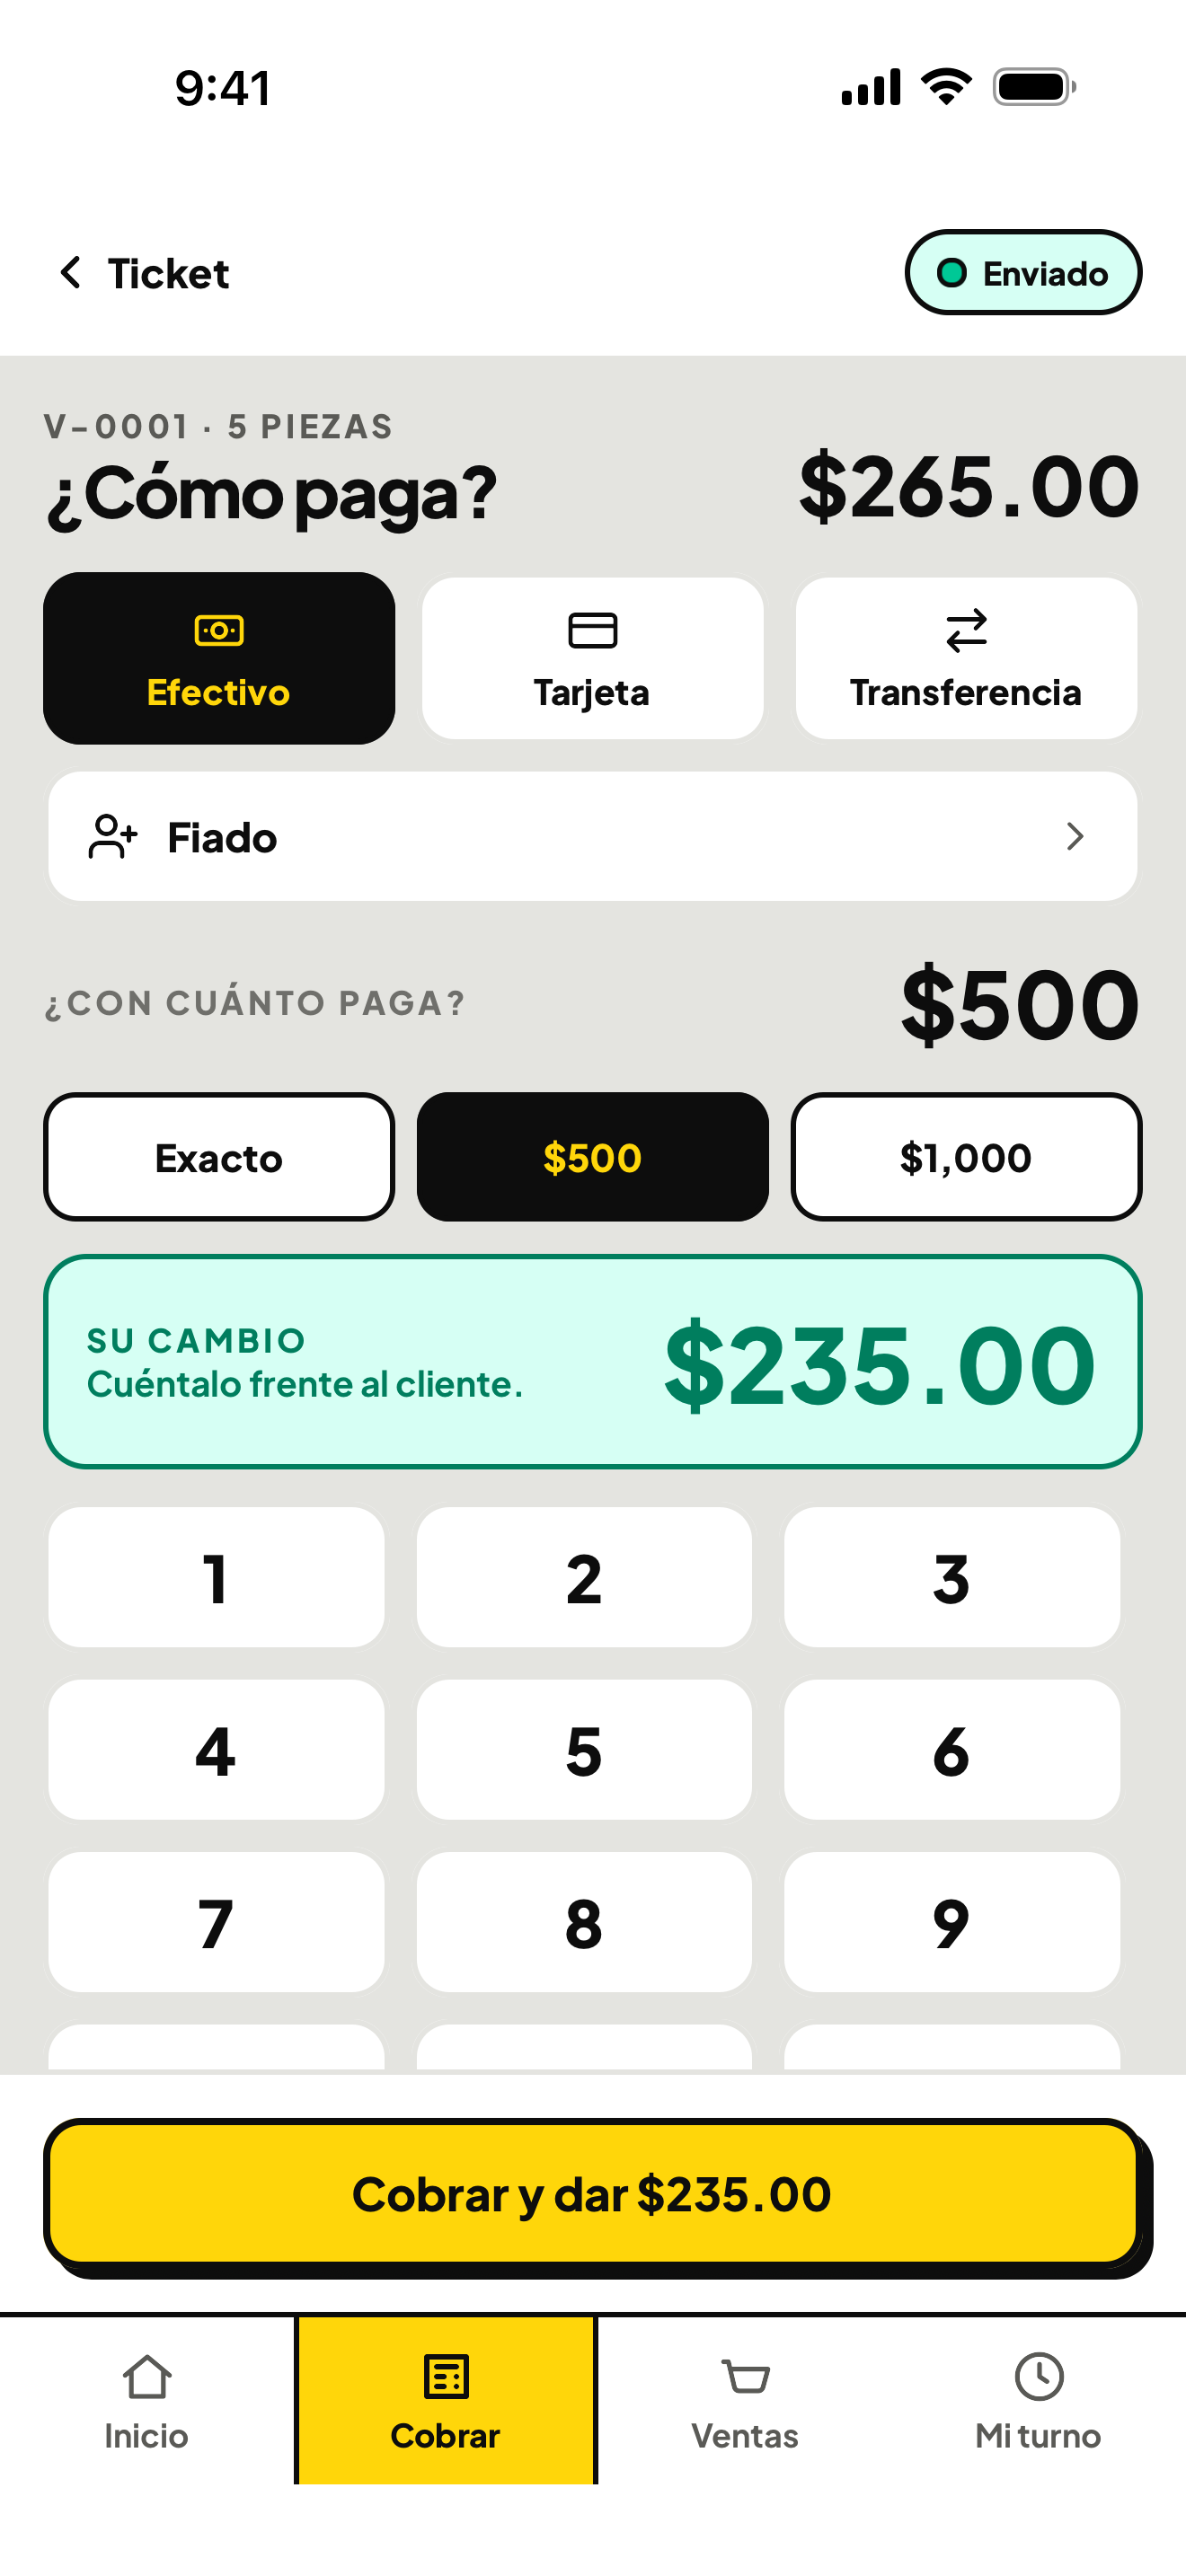 9:41
Ticket
Enviado
V-0001 · 5 PIEZAS
¿Cómo paga?
$265.00
Efectivo
Tarjeta
Transferencia
Fiado
¿CON CUÁNTO PAGA?
$500
Exacto
$500
$1,000
SU CAMBIO
Cuéntalo frente al cliente.
$235.00
1
2
3
4
5
6
7
8
9
Cobrar y dar $235.00
Inicio
Cobrar
Ventas
Mi turno